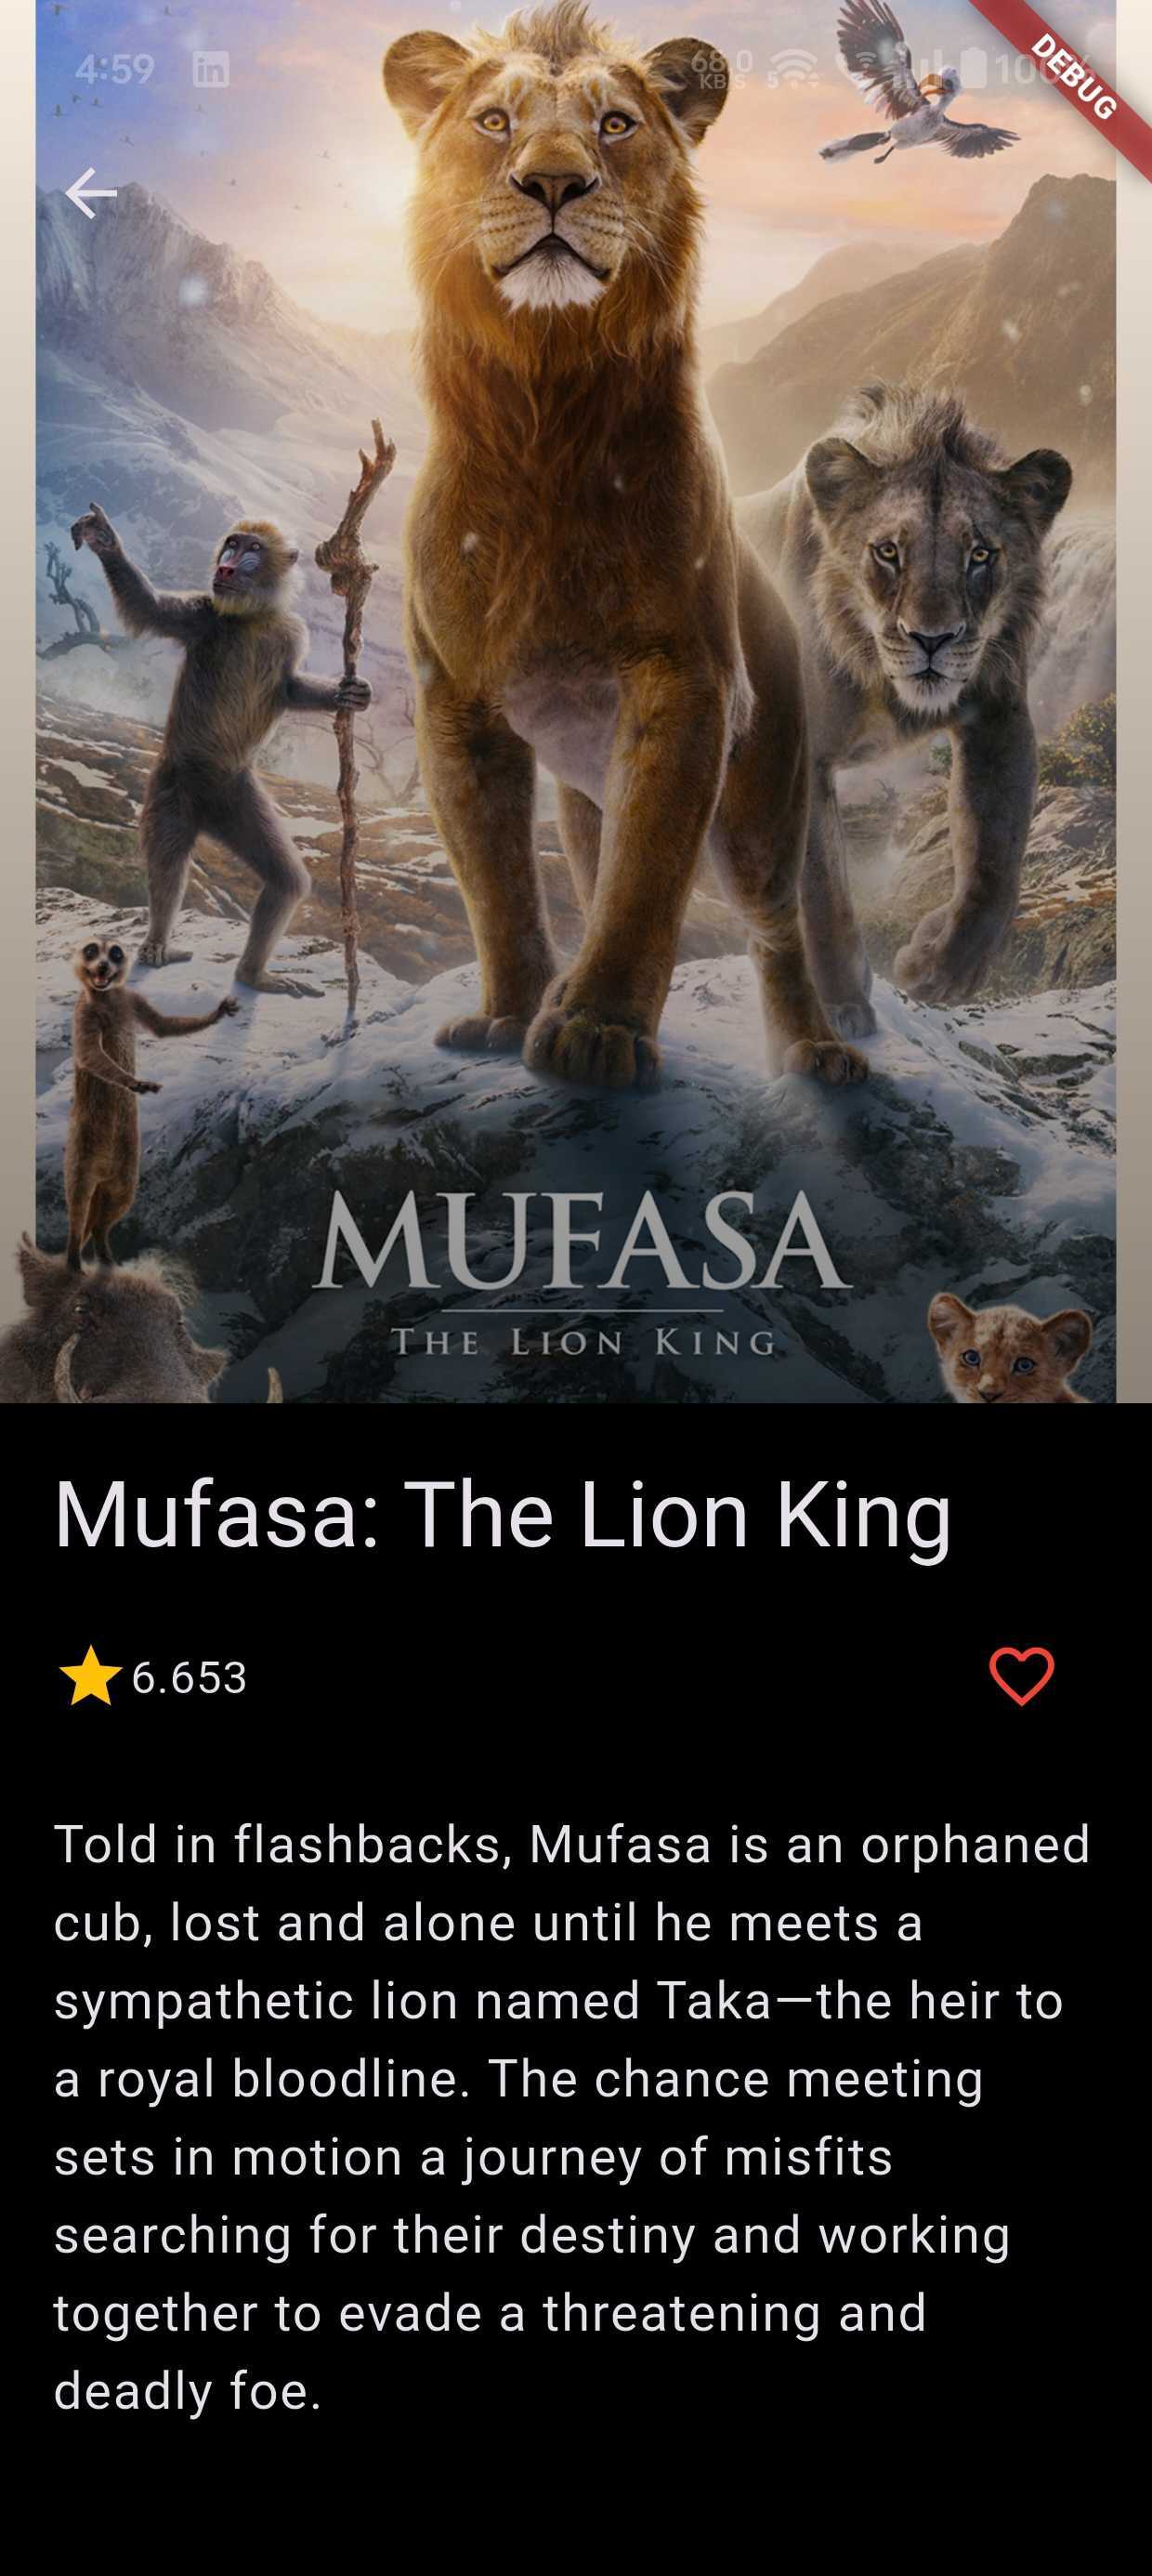 4:59
in
68.0
KB/S
5
100%
DEBUG
MUFASA
THE LION KING
Mufasa: The Lion King
6.653
Told in flashbacks, Mufasa is an orphaned
cub, lost and alone until he meets a
sympathetic lion named Taka—the heir to
a royal bloodline. The chance meeting
sets in motion a journey of misfits
searching for their destiny and working
together to evade a threatening and
deadly foe.